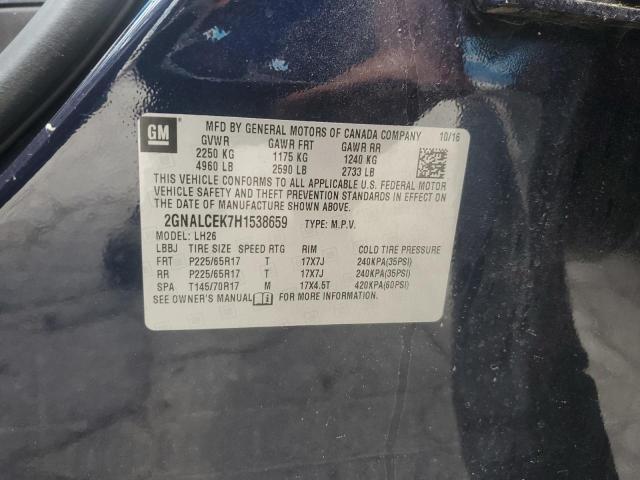 GM
MFD BY GENERAL MOTORS OF CANADA COMPANY 10/16
GVWR GAWR FRT GAWR RR
2250 KG 1175 KG 1240 KG
4960 LB 2590 LB 2733 LB
THIS VEHICLE CONFORMS TO ALL APPLICABLE U.S. FEDERAL MOTOR
VEHICLE SAFETY AND THEFT PREVENTION STANDARDS IN EFFECT ON
THE DATE OF MANUFACTURE SHOWN ABOVE.
2GNALCEK7H1538659 TYPE: M.P.V.
MODEL: LH26
LBBJ TIRE SIZE SPEED RTG RIM COLD TIRE PRESSURE
FRT P225/65R17 T 17X7J 240KPA(35PSI)
RR P225/65R17 T 17X7J 240KPA(35PSI)
SPA T145/70R17 M 17X4.5T 420KPA(60PSI)
SEE OWNER'S MANUAL FOR MORE INFORMATION.